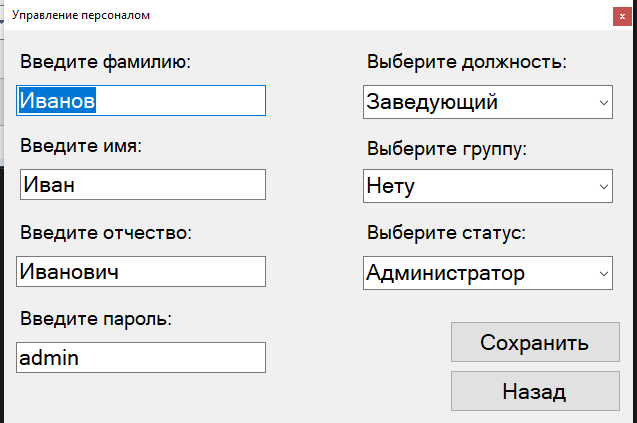 Управление персоналом
x
Введите фамилию:
Иванов
Введите имя:
Иван
Введите отчество:
Иванович
Введите пароль:
admin
Выберите должность:
Заведующий
Выберите группу:
Нету
Выберите статус:
Администратор
Сохранить
Назад